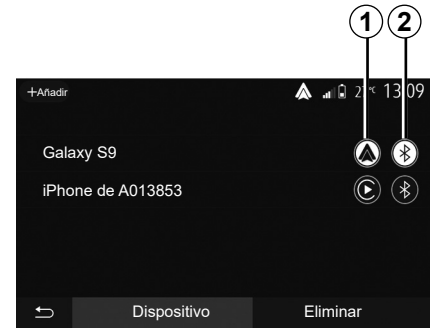 1 2
+Añadir 13:09
Galaxy S9
iPhone de A013853
Dispositivo Eliminar